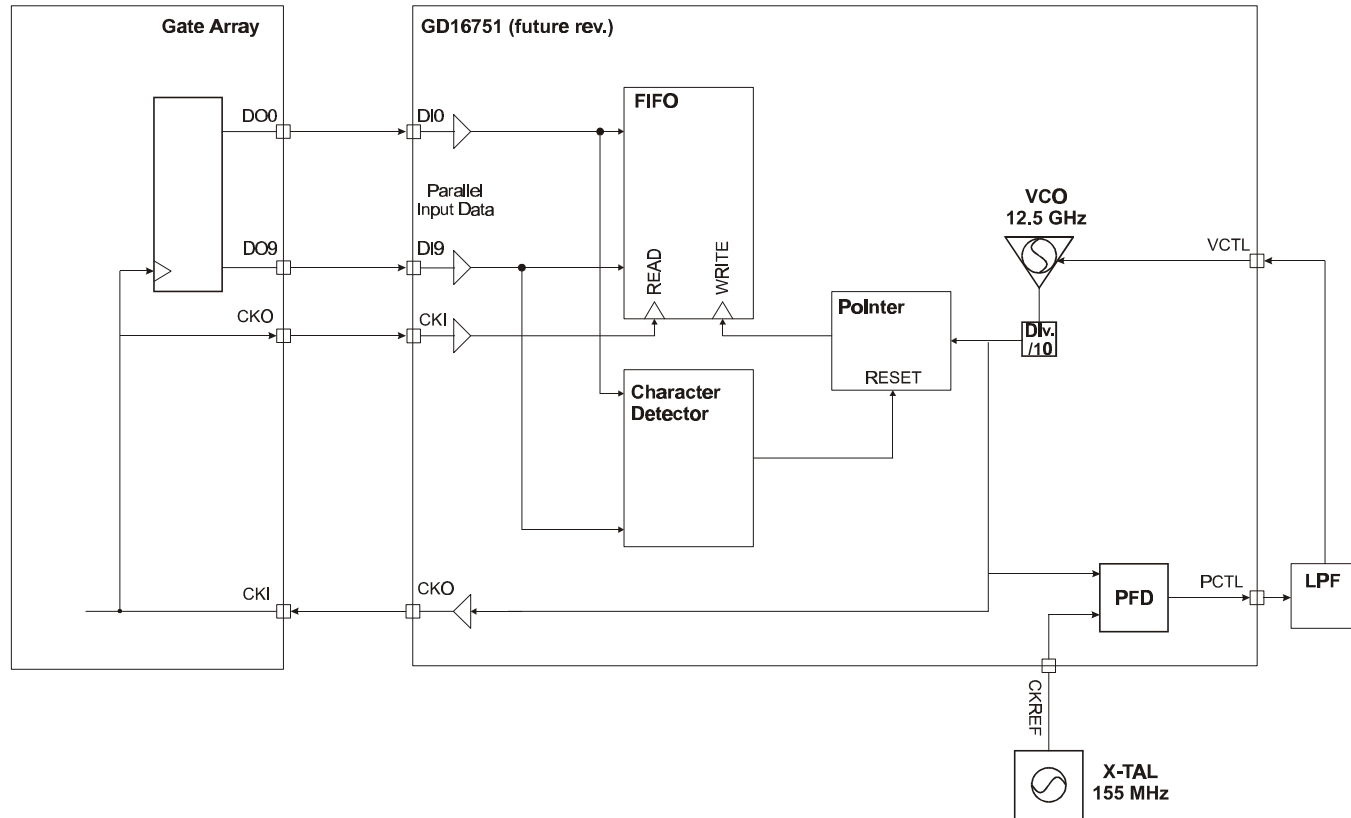 Gate Array
GD16751 (future rev.)
DO0
DI0
FIFO
Parallel
Input Data
VCO
12.5 GHz
DO9
DI9
READ
WRITE
VCTL
CKO
CKI
Pointer
Div.
/10
RESET
Character
Detector
CKI
CKO
PFD
PCTL
LPF
CKREF
X-TAL
155 MHz